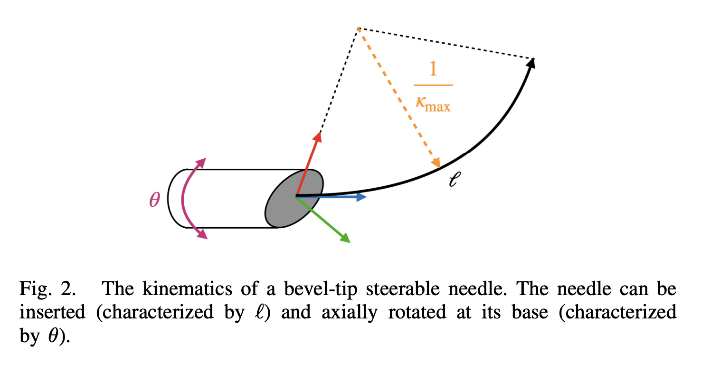 1
κmax
θ
ℓ
Fig. 2. The kinematics of a bevel-tip steerable needle. The needle can be
inserted (characterized by ℓ) and axially rotated at its base (characterized
by θ).